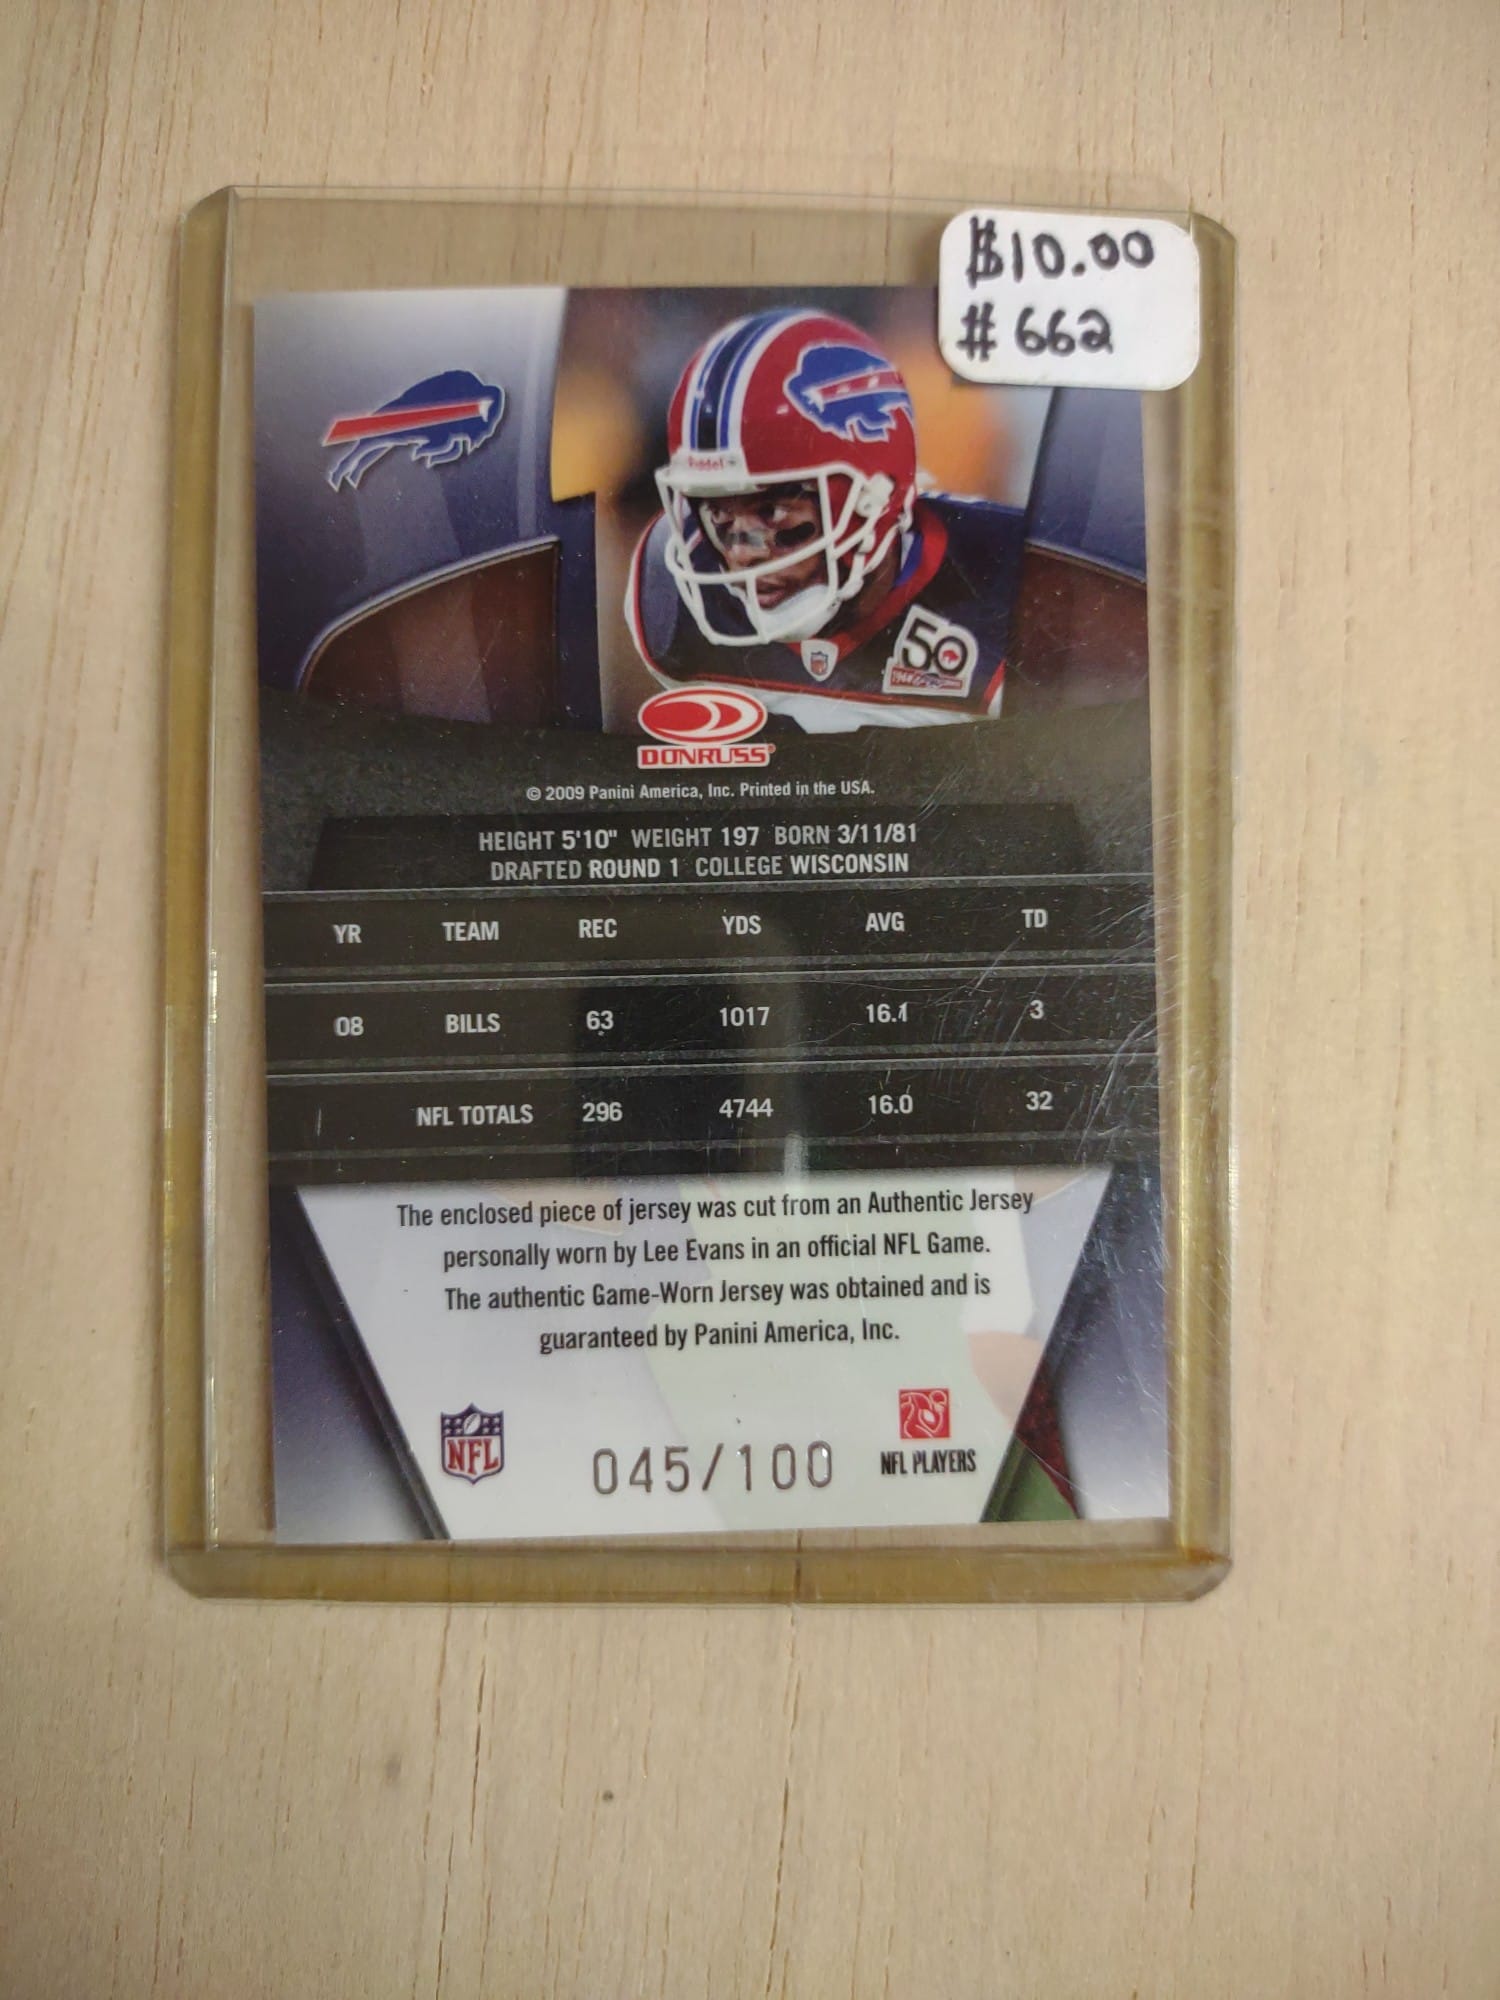 $10.00
# 662
Riddell
50
DONRUSS
© 2009 Panini America, Inc. Printed in the USA.
HEIGHT 5'10" WEIGHT 197 BORN 3/11/81
DRAFTED ROUND 1 COLLEGE WISCONSIN
YR TEAM REC YDS AVG TD
08 BILLS 63 1017 16.1 3
NFL TOTALS 296 4744 16.0 32
The enclosed piece of jersey was cut from an Authentic Jersey
personally worn by Lee Evans in an official NFL Game.
The authentic Game-Worn Jersey was obtained and is
guaranteed by Panini America, Inc.
NFL
045/100
NFL PLAYERS